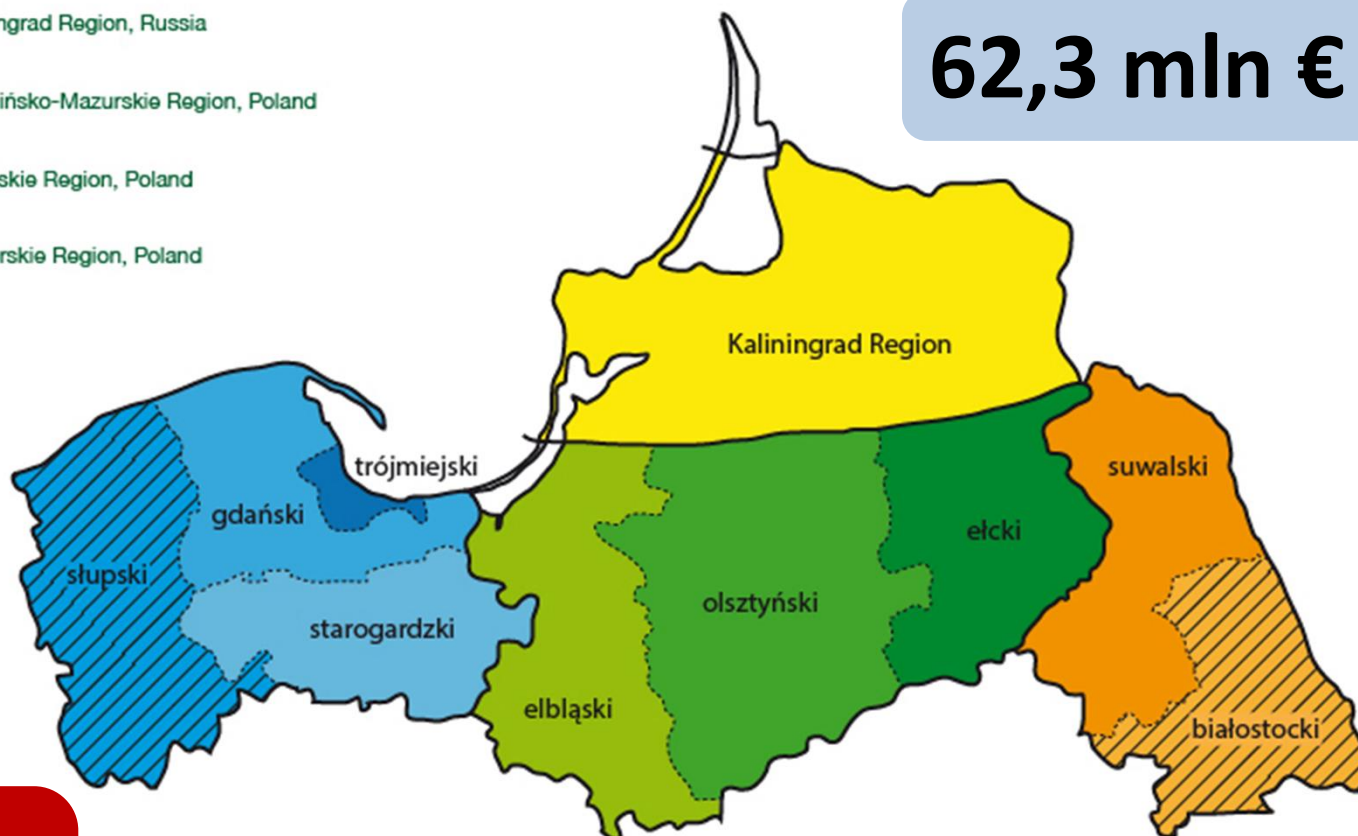 ngrad Region, Russia
62,3 mln €
ińsko-Mazurskie Region, Poland
skie Region, Poland
rskie Region, Poland
Kaliningrad Region
trójmiejski
suwalski
gdański
ełcki
słupski
olsztyński
starogardzki
elbląski
białostocki